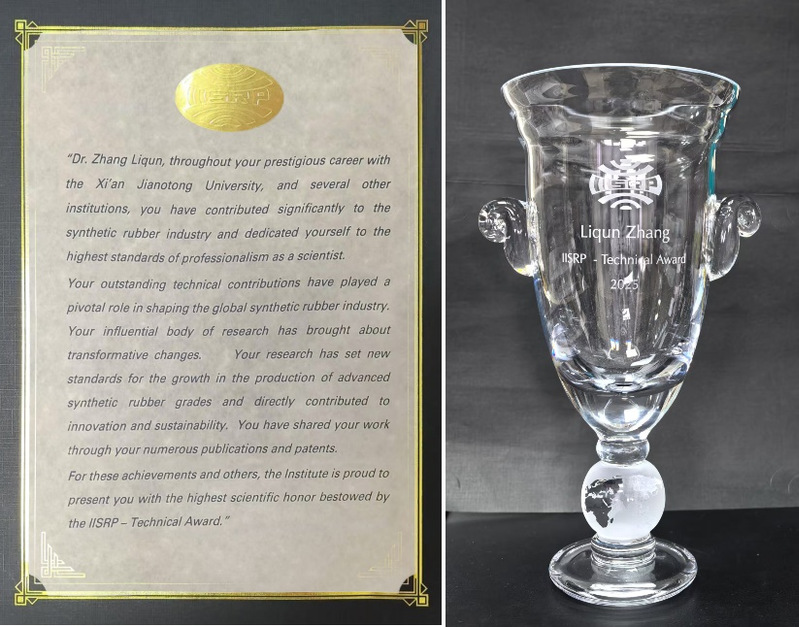 IISRP
“Dr. Zhang Liqun, throughout your prestigious career with
the Xi'an Jianotong University, and several other
institutions, you have contributed significantly to the
synthetic rubber industry and dedicated yourself to the
highest standards of professionalism as a scientist.
Your outstanding technical contributions have played a
pivotal role in shaping the global synthetic rubber industry.
Your influential body of research has brought about
transformative changes. Your research has set new
standards for the growth in the production of advanced
synthetic rubber grades and directly contributed to
innovation and sustainability. You have shared your work
through your numerous publications and patents.
For these achievements and others, the Institute is proud to
present you with the highest scientific honor bestowed by
the IISRP – Technical Award.”
IISRP
Liqun Zhang
IISRP - Technical Award
2025